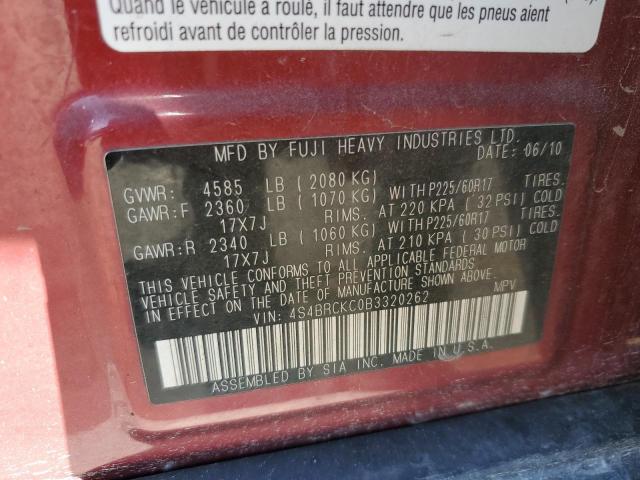 Quand le véhicule a roulé, il faut attendre que les pneus aient
refroidi avant de contrôler la pression.
MFD BY FUJI HEAVY INDUSTRIES LTD.
DATE: 06/10
GVWR: 4585 LB ( 2080 KG)
GAWR:F 2360 LB ( 1070 KG) WITH P225/60R17 TIRES.
17X7J RIMS. AT 220 KPA ( 32 PSI) COLD
GAWR:R 2340 LB ( 1060 KG) WITH P225/60R17 TIRES.
17X7J RIMS. AT 210 KPA ( 30 PSI) COLD
THIS VEHICLE CONFORMS TO ALL APPLICABLE FEDERAL MOTOR
VEHICLE SAFETY AND THEFT PREVENTION STANDARDS
IN EFFECT ON THE DATE OF MANUFACTURE SHOWN ABOVE.
VIN: 4S4BRCKC0B3320262 MPV
ASSEMBLED BY SIA INC. MADE IN U.S.A.